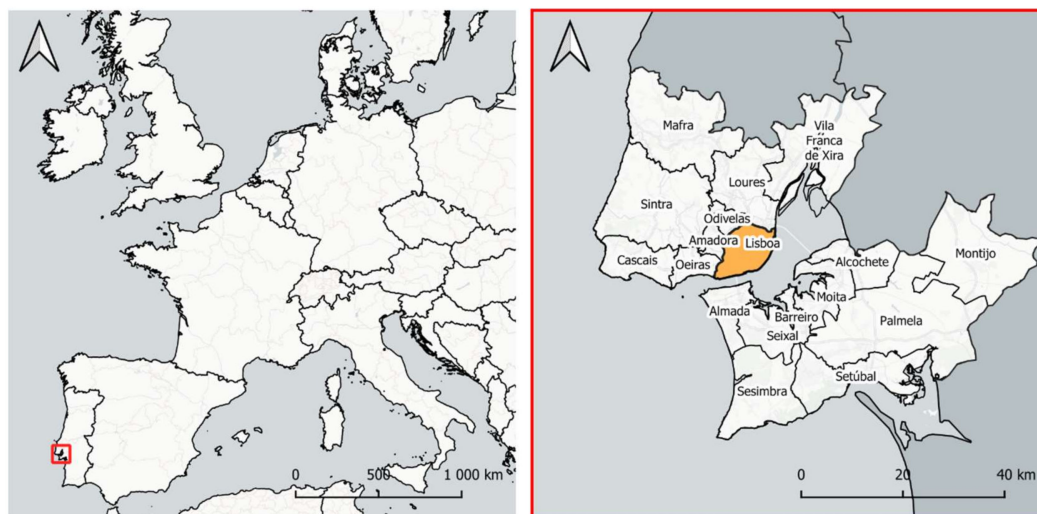 0 500 1 000 km
Mafra
Vila
Franca
de Xira
Loures
Sintra
Odivelas
Amadora
Lisboa
Cascais
Oeiras
Montijo
Alcochete
Moita
Almada
Barreiro
Seixal
Palmela
Setúbal
Sesimbra
0 20 40 km